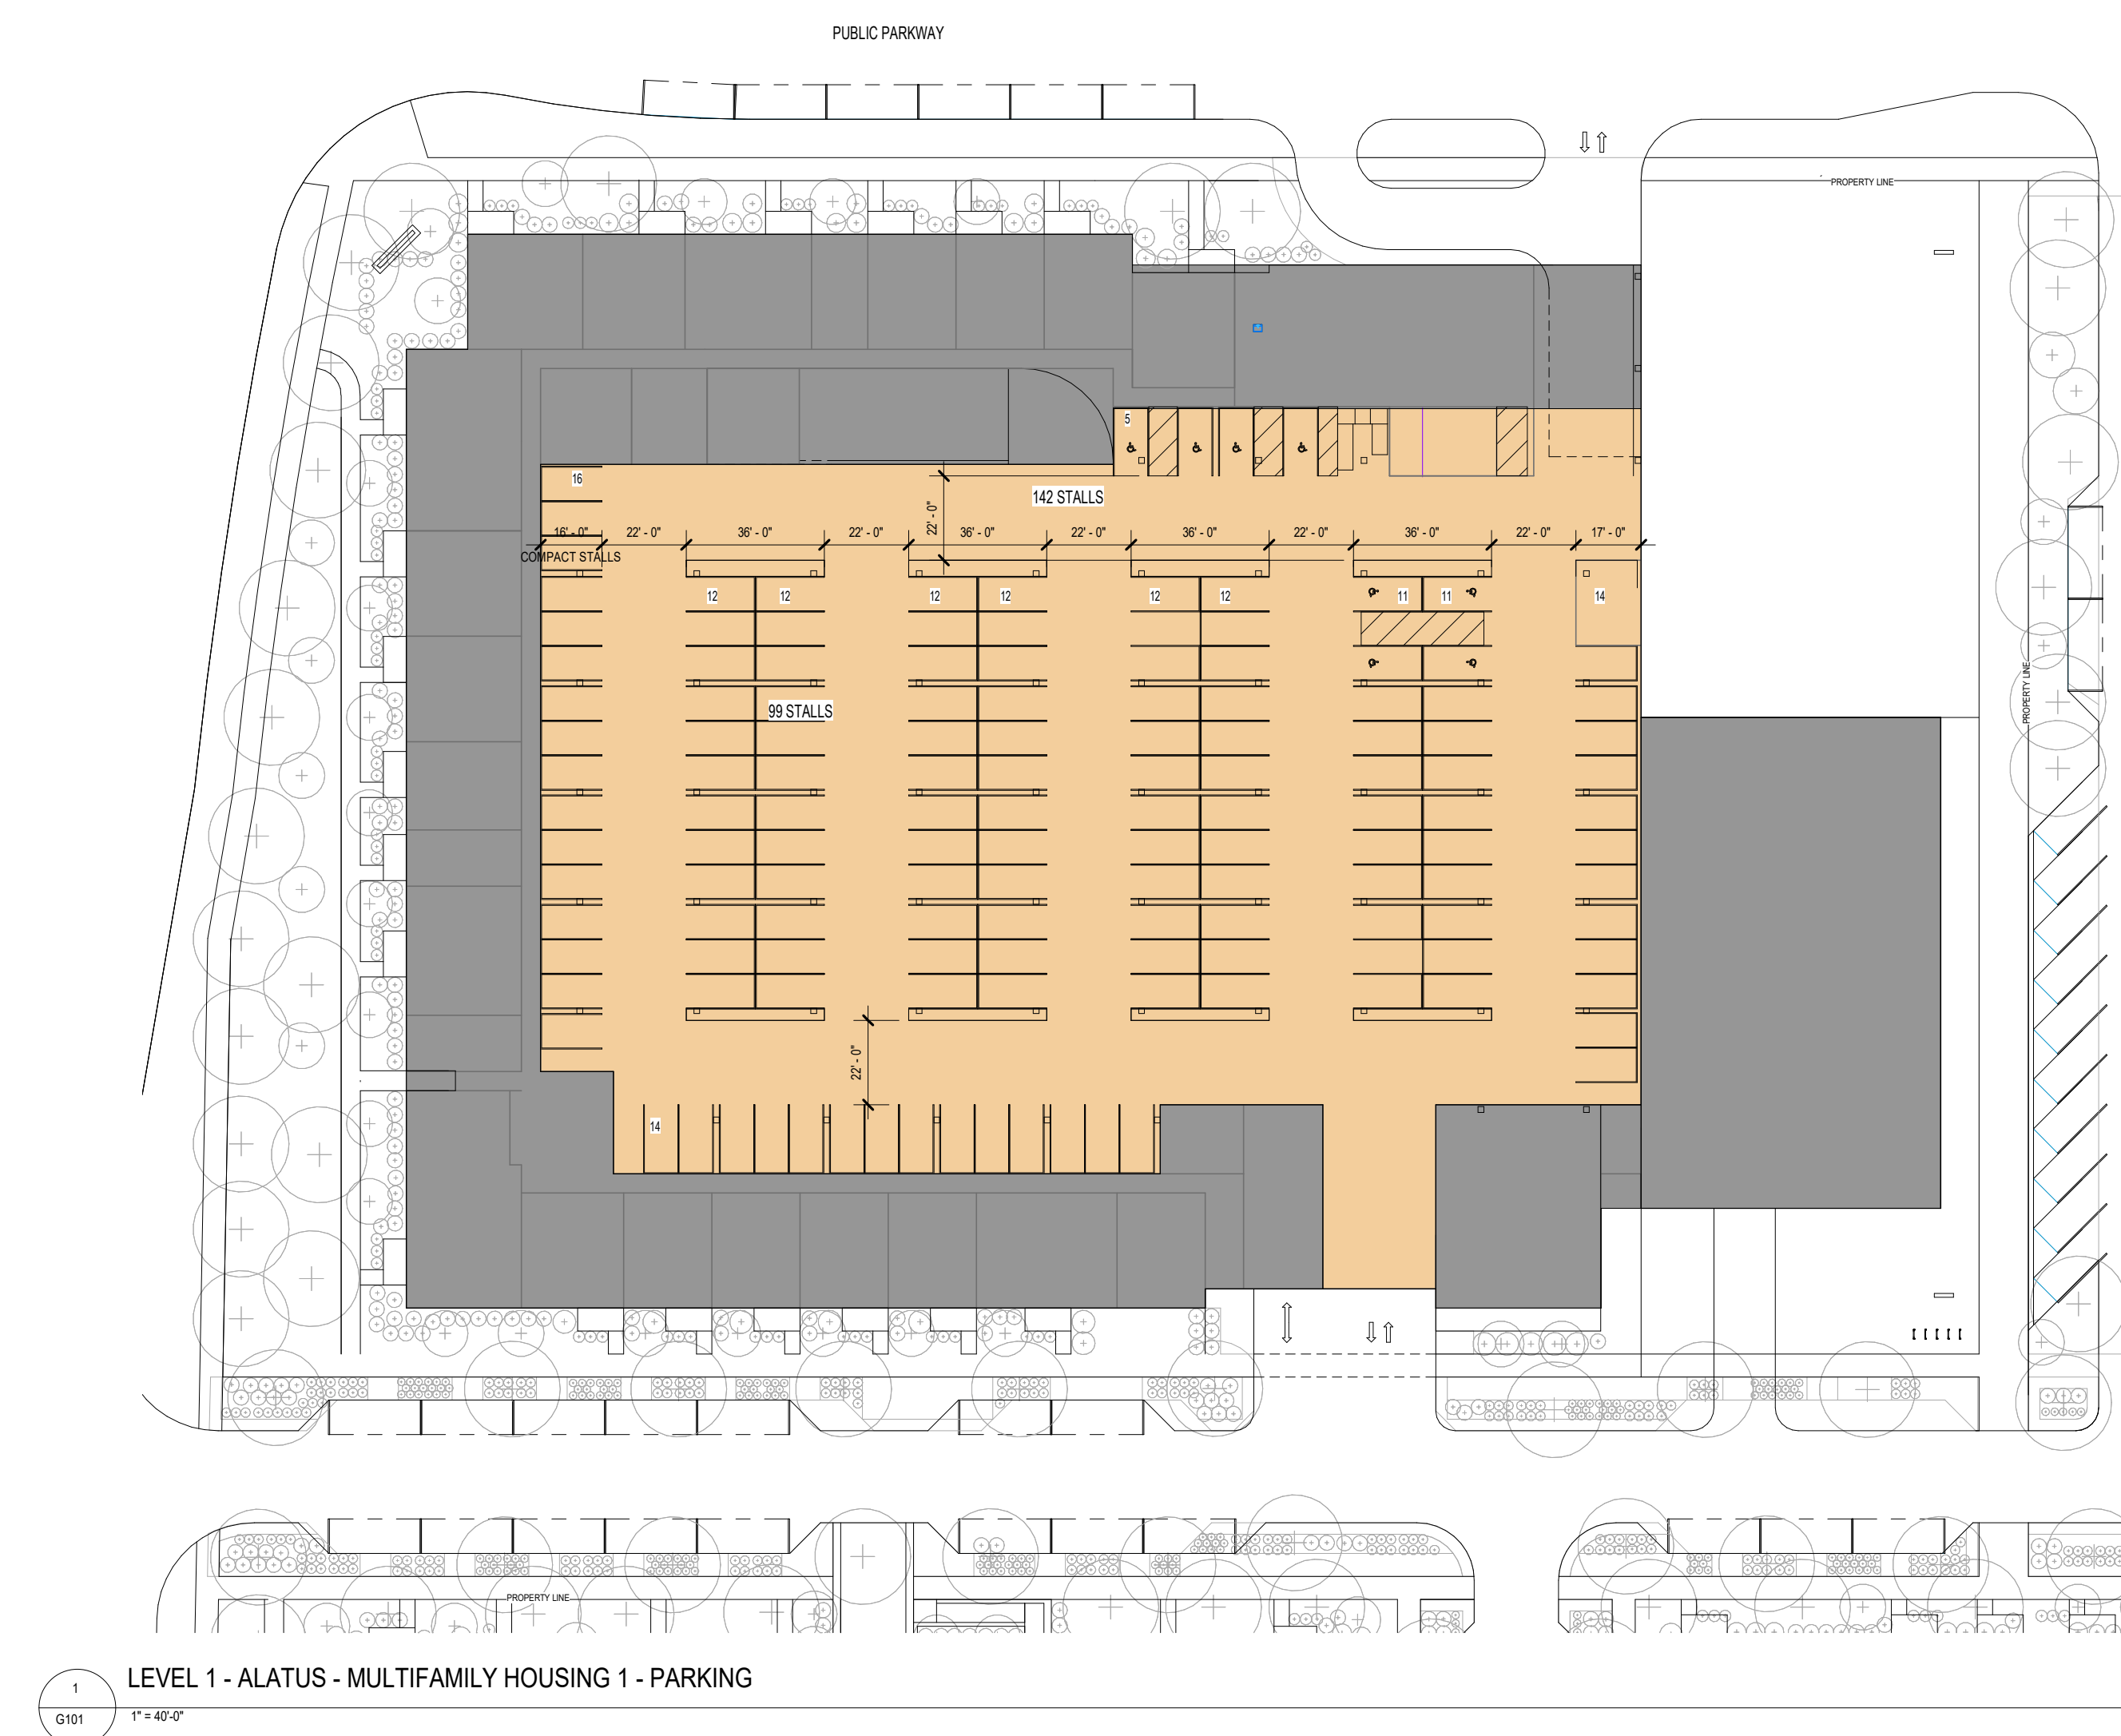 PUBLIC PARKWAY
PROPERTY LINE
5
16
142 STALLS
22' - 0"
16' - 0"
22' - 0"
36' - 0"
22' - 0"
36' - 0"
22' - 0"
36' - 0"
22' - 0"
36' - 0"
22' - 0"
17' - 0"
COMPACT STALLS
12
12
12
12
12
12
11
11
14
PROPERTY LINE
99 STALLS
22' - 0"
14
PROPERTY LINE
1
LEVEL 1 - ALATUS - MULTIFAMILY HOUSING 1 - PARKING
G101
1" = 40'-0"